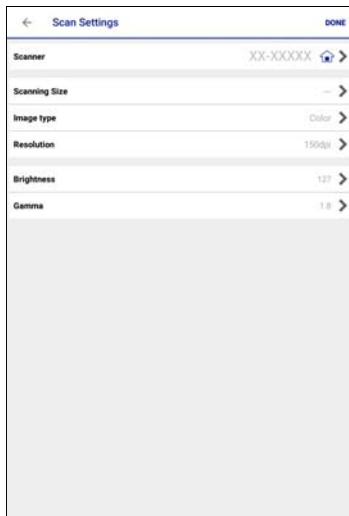 Scan Settings DONE
Scanner XX-XXXXX
Scanning Size --
Image type Color
Resolution 150dpi
Brightness 127
Gamma 1.8